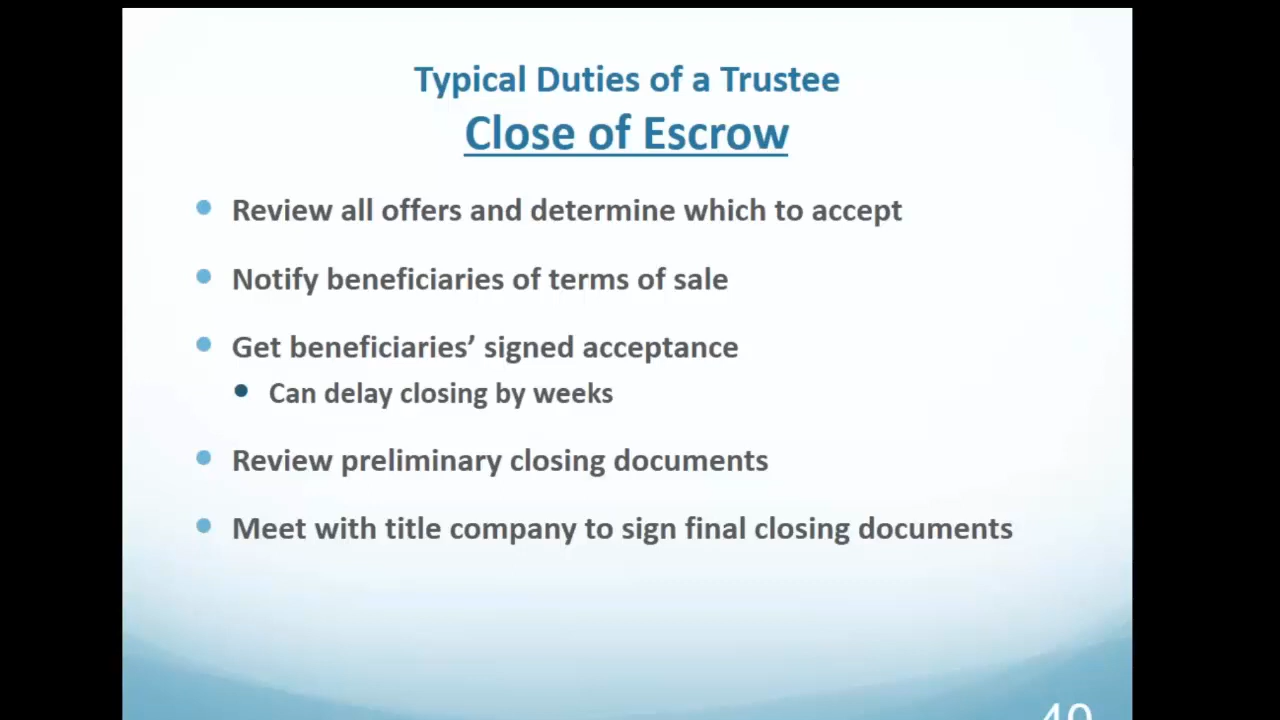 Typical Duties of a Trustee
Close of Escrow
Review all offers and determine which to accept
Notify beneficiaries of terms of sale
Get beneficiaries’ signed acceptance
Can delay closing by weeks
Review preliminary closing documents
Meet with title company to sign final closing documents
40